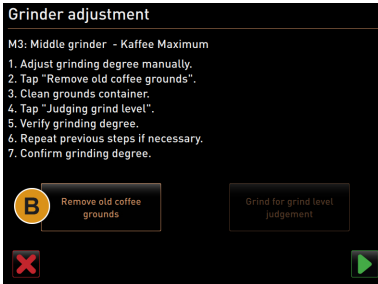 Grinder adjustment
M3: Middle grinder - Kaffee Maximum
1. Adjust grinding degree manually.
2. Tap "Remove old coffee grounds".
3. Clean grounds container.
4. Tap "Judging grind level".
5. Verify grinding degree.
6. Repeat previous steps if necessary.
7. Confirm grinding degree.
B
Remove old coffee
grounds
Grind for grind level
judgement